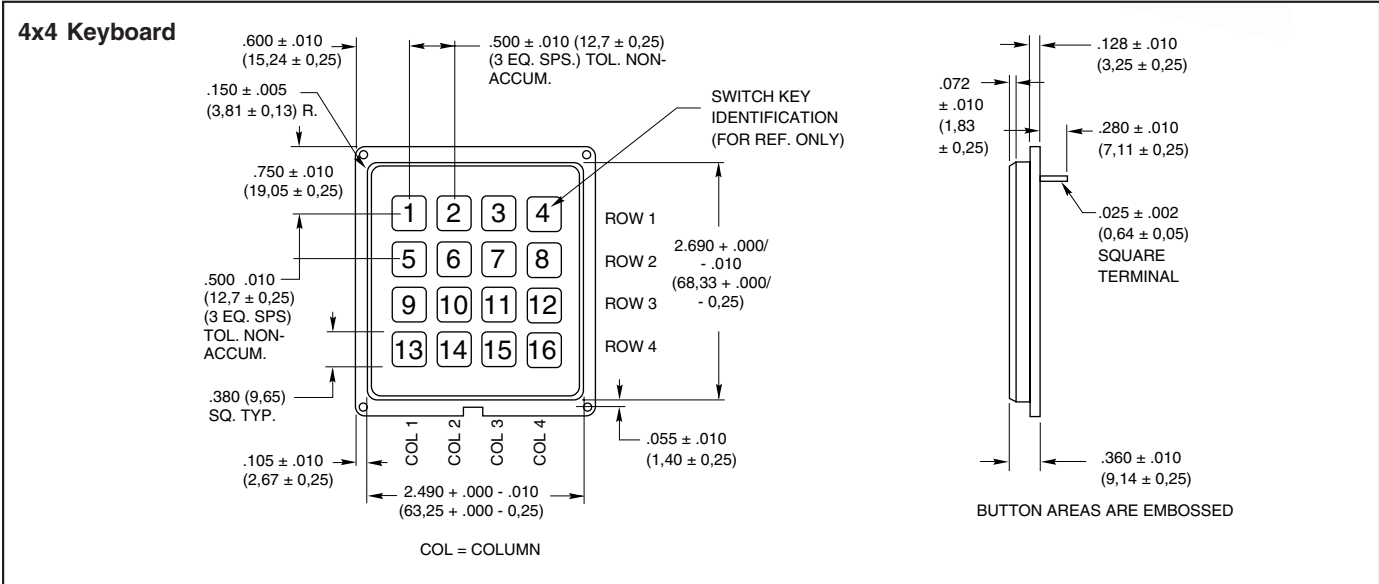 4x4 Keyboard
.600 ± .010
(15,24 ± 0,25)
.500 ± .010 (12,7 ± 0,25)
(3 EQ. SPS.) TOL. NON-
ACCUM.
.150 ± .005
(3,81 ± 0,13) R.
SWITCH KEY
IDENTIFICATION
(FOR REF. ONLY)
.750 ± .010
(19,05 ± 0,25)
1 2 3 4
ROW 1
5 6 7 8
ROW 2
9 10 11 12
ROW 3
13 14 15 16
ROW 4
.500 .010
(12,7 ± 0,25)
(3 EQ. SPS)
TOL. NON-
ACCUM.
2.690 + .000/
- .010
(68,33 + .000/
- 0,25)
.380 (9,65)
SQ. TYP.
COL 1
COL 2
COL 3
COL 4
.055 ± .010
(1,40 ± 0,25)
.105 ± .010
(2,67 ± 0,25)
2.490 + .000 - .010
(63,25 + .000 - 0,25)
COL = COLUMN
.128 ± .010
(3,25 ± 0,25)
.072
± .010
(1,83
± 0,25)
.280 ± .010
(7,11 ± 0,25)
.025 ± .002
(0,64 ± 0,05)
SQUARE
TERMINAL
.360 ± .010
(9,14 ± 0,25)
BUTTON AREAS ARE EMBOSSED